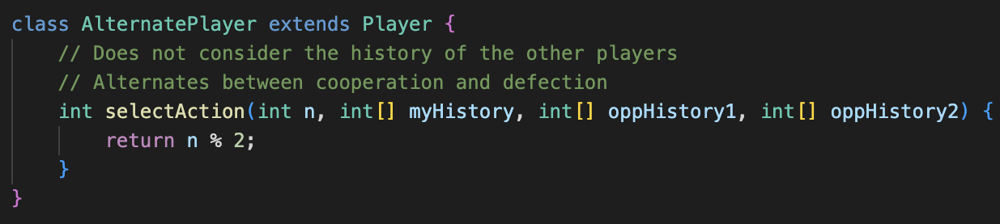 class AlternatePlayer extends Player {
    // Does not consider the history of the other players
    // Alternates between cooperation and defection
    int selectAction(int n, int[] myHistory, int[] oppHistory1, int[] oppHistory2) {
        return n % 2;
    }
}